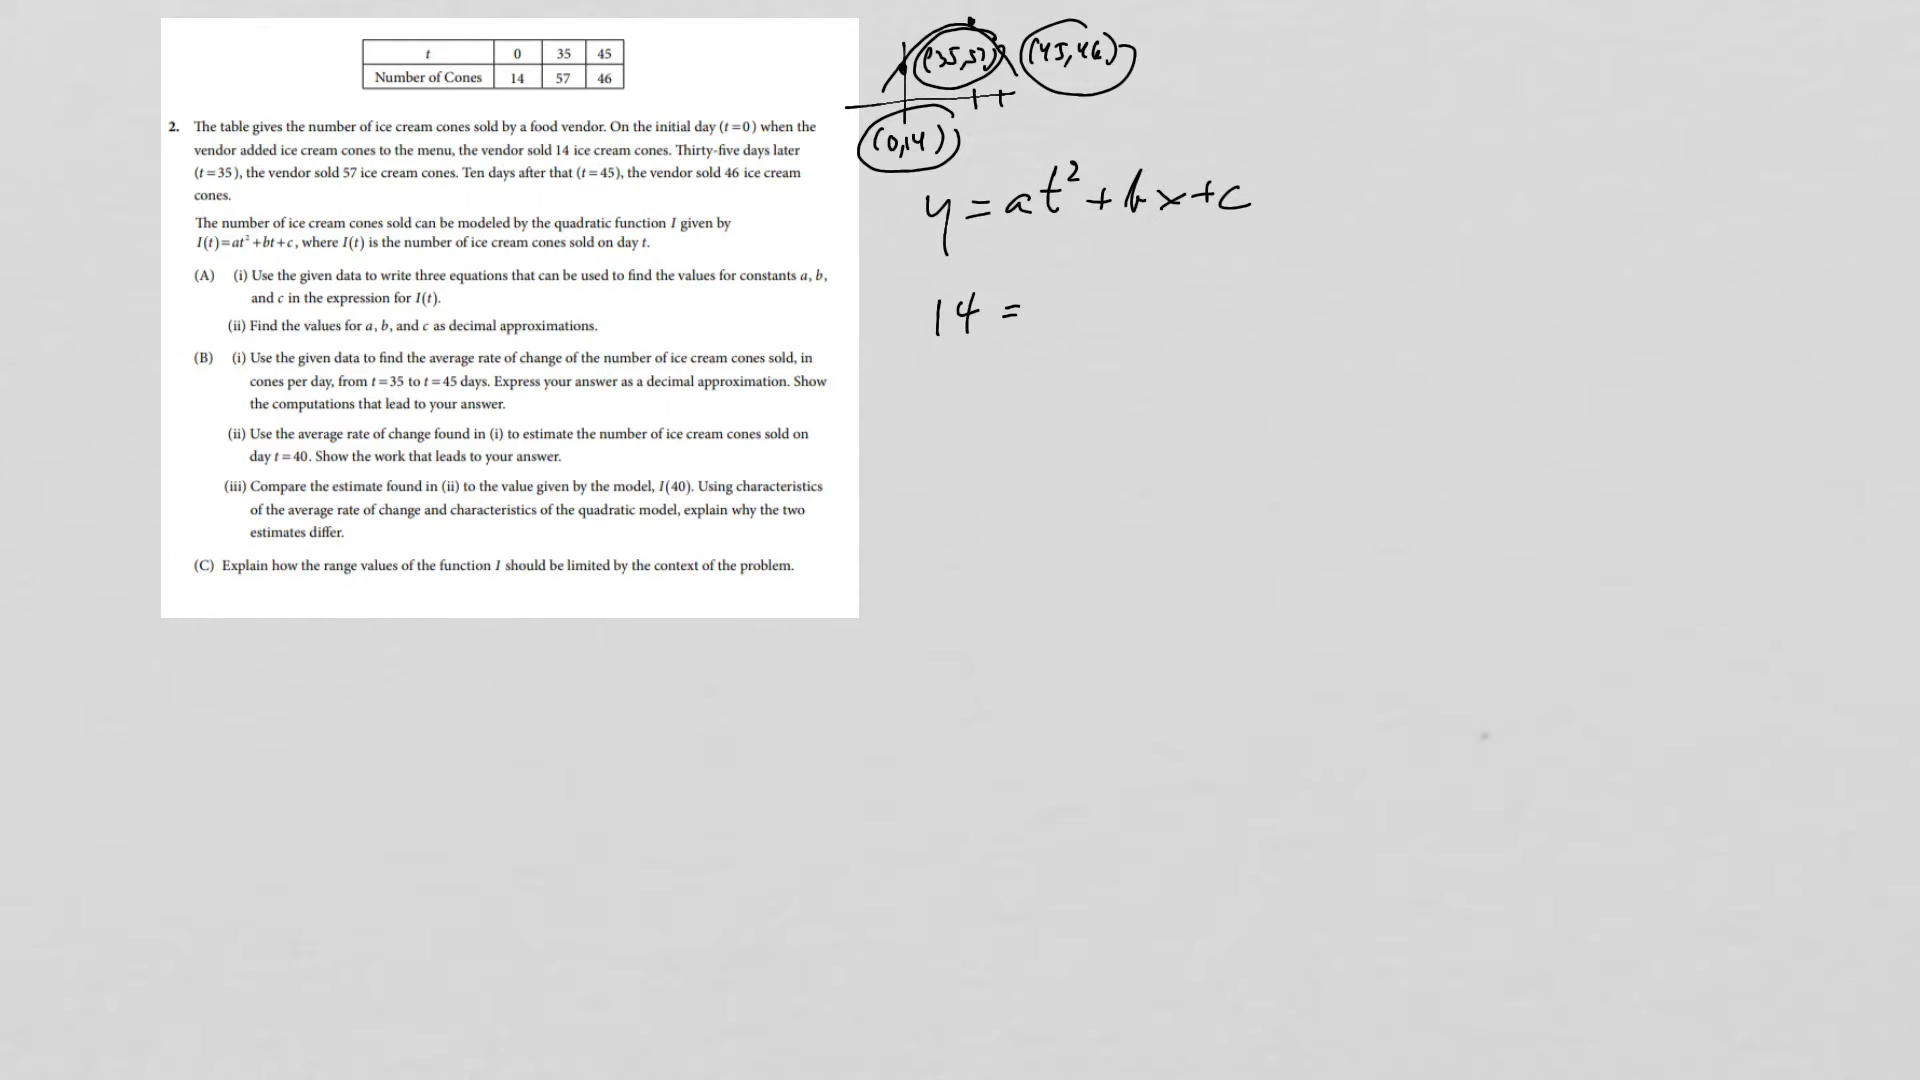 t 0 35 45
Number of Cones 14 57 46
2. The table gives the number of ice cream cones sold by a food vendor. On the initial day (t=0) when the
vendor added ice cream cones to the menu, the vendor sold 14 ice cream cones. Thirty-five days later
(t=35), the vendor sold 57 ice cream cones. Ten days after that (t=45), the vendor sold 46 ice cream
cones.
The number of ice cream cones sold can be modeled by the quadratic function I given by
I(t)=at²+bt+c, where I(t) is the number of ice cream cones sold on day t.
(A) (i) Use the given data to write three equations that can be used to find the values for constants a, b,
and c in the expression for I(t).
(ii) Find the values for a, b, and c as decimal approximations.
(B) (i) Use the given data to find the average rate of change of the number of ice cream cones sold, in
cones per day, from t=35 to t=45 days. Express your answer as a decimal approximation. Show
the computations that lead to your answer.
(ii) Use the average rate of change found in (i) to estimate the number of ice cream cones sold on
day t=40. Show the work that leads to your answer.
(iii) Compare the estimate found in (ii) to the value given by the model, I(40). Using characteristics
of the average rate of change and characteristics of the quadratic model, explain why the two
estimates differ.
(C) Explain how the range values of the function I should be limited by the context of the problem.
(35,57) (45,46)
(0,14)
y=at²+bx+c
14=